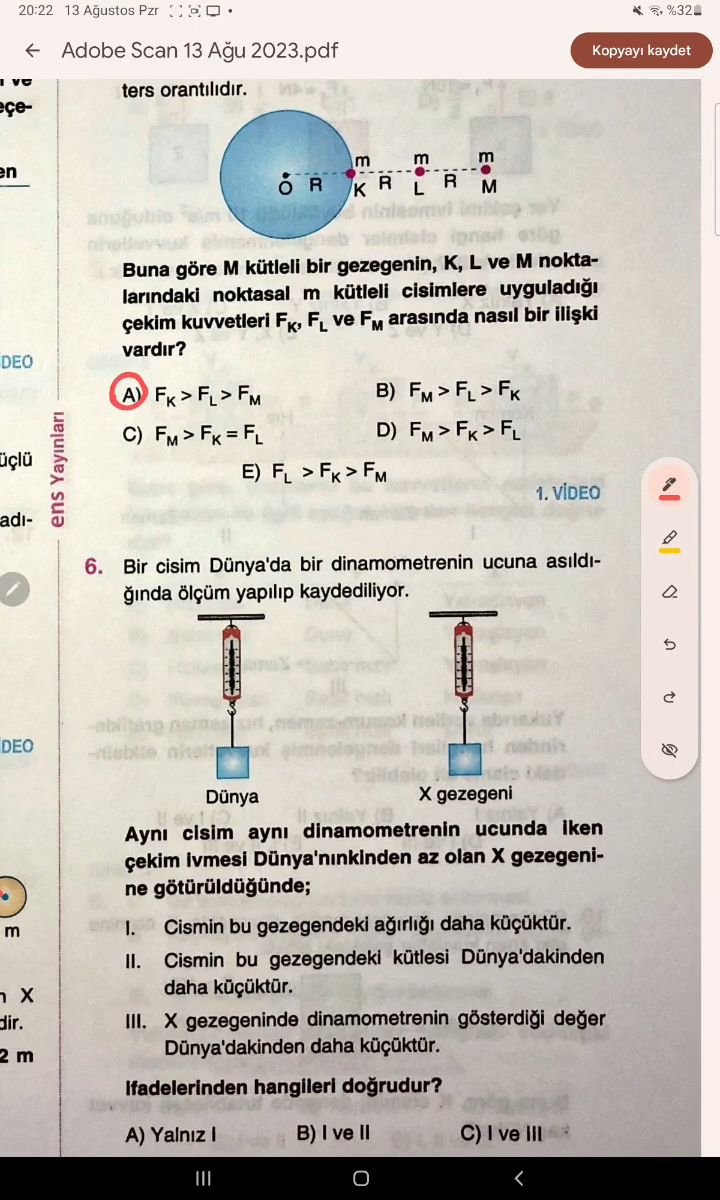 20:22 13 Ağustos Pzr
%32
Adobe Scan 13 Ağu 2023.pdf
Kopyayı kaydet
ı ve
eçe-
en
ters orantılıdır.
m m m
O R K R L R M
Buna göre M kütleli bir gezegenin, K, L ve M nokta-
larındaki noktasal m kütleli cisimlere uyguladığı
çekim kuvvetleri FK, FL ve FM arasında nasıl bir ilişki
vardır?
A) FK > FL > FM
B) FM > FL > FK
C) FM > FK = FL
D) FM > FK > FL
E) FL > FK > FM
1. VİDEO
İDEO
üçlü
adı-
ens Yayınları
6. Bir cisim Dünya'da bir dinamometrenin ucuna asıldı-
ğında ölçüm yapılıp kaydediliyor.
Dünya
X gezegeni
İDEO
Aynı cisim aynı dinamometrenin ucunda iken
çekim ivmesi Dünya'nınkinden az olan X gezegeni-
ne götürüldüğünde;
I. Cismin bu gezegendeki ağırlığı daha küçüktür.
II. Cismin bu gezegendeki kütlesi Dünya'dakinden
daha küçüktür.
III. X gezegeninde dinamometrenin gösterdiği değer
Dünya'dakinden daha küçüktür.
Ifadelerinden hangileri doğrudur?
A) Yalnız I
B) I ve II
C) I ve III
m
n X
dir.
2 m